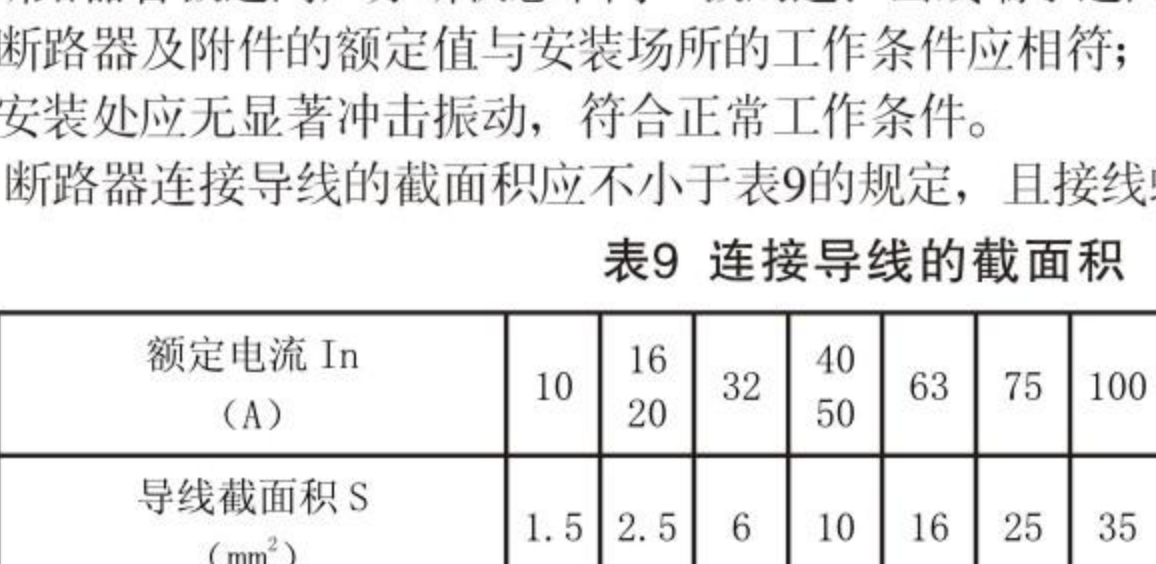 断路器及附件的额定值与安装场所的工作条件应相符；
安装处应无显著冲击振动，符合正常工作条件。
断路器连接导线的截面积应不小于表9的规定，且接线
表9 连接导线的截面积
额定电流 In
（A）
10
16
20
32
40
50
63
75
100
导线截面积 S
（mm²）
1.5
2.5
6
10
16
25
35